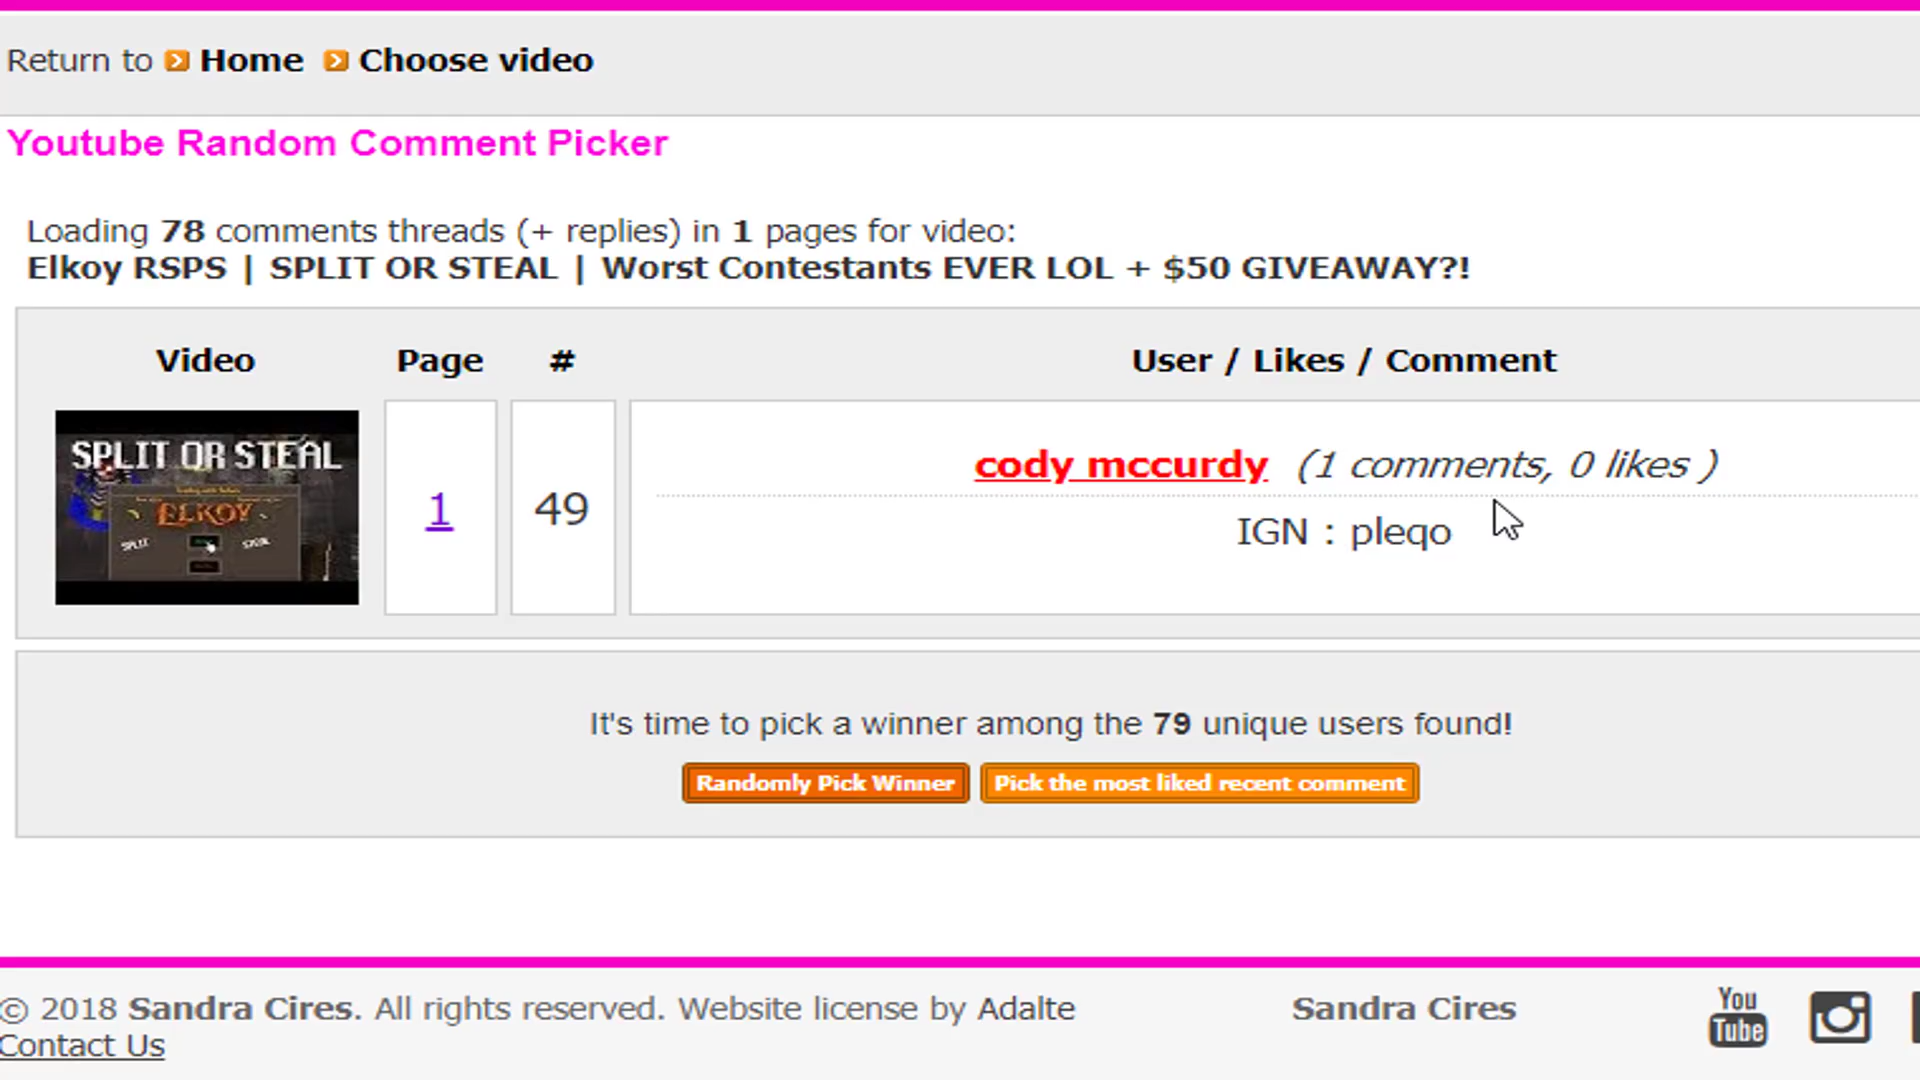 Return to Home Choose video
Youtube Random Comment Picker
Loading 78 comments threads (+ replies) in 1 pages for video:
Elkoy RSPS | SPLIT OR STEAL | Worst Contestants EVER LOL + $50 GIVEAWAY?!
Video Page # User / Likes / Comment
SPLIT OR STEAL
ELKOY
SPLIT STEAL
1
49
cody mccurdy (1 comments, 0 likes )
IGN : pleqo
It's time to pick a winner among the 79 unique users found!
Randomly Pick Winner Pick the most liked recent comment
© 2018 Sandra Cires. All rights reserved. Website license by Adalte
Contact Us
Sandra Cires
You
Tube